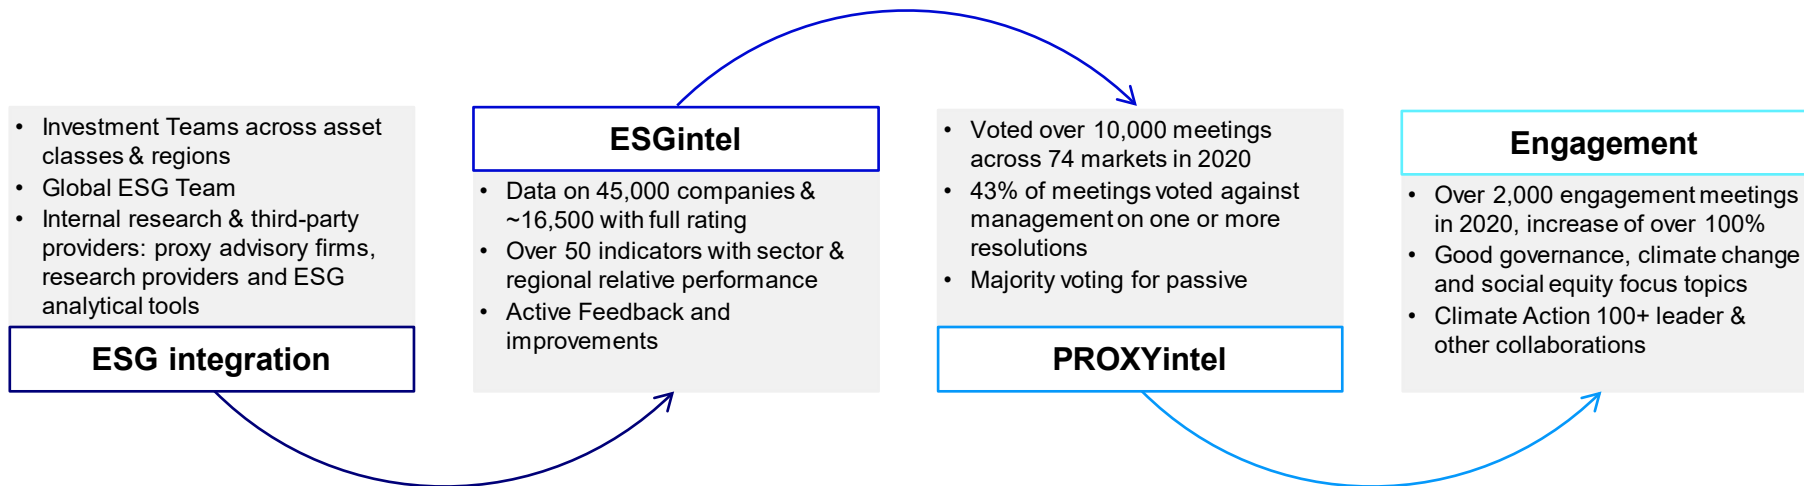 • Investment Teams across asset
classes & regions
• Global ESG Team
• Internal research & third-party
providers: proxy advisory firms,
research providers and ESG
analytical tools
ESG integration
ESGintel
• Data on 45,000 companies &
~16,500 with full rating
• Over 50 indicators with sector &
regional relative performance
• Active Feedback and
improvements
• Voted over 10,000 meetings
across 74 markets in 2020
• 43% of meetings voted against
management on one or more
resolutions
• Majority voting for passive
PROXYintel
Engagement
• Over 2,000 engagement meetings
in 2020, increase of over 100%
• Good governance, climate change
and social equity focus topics
• Climate Action 100+ leader &
other collaborations